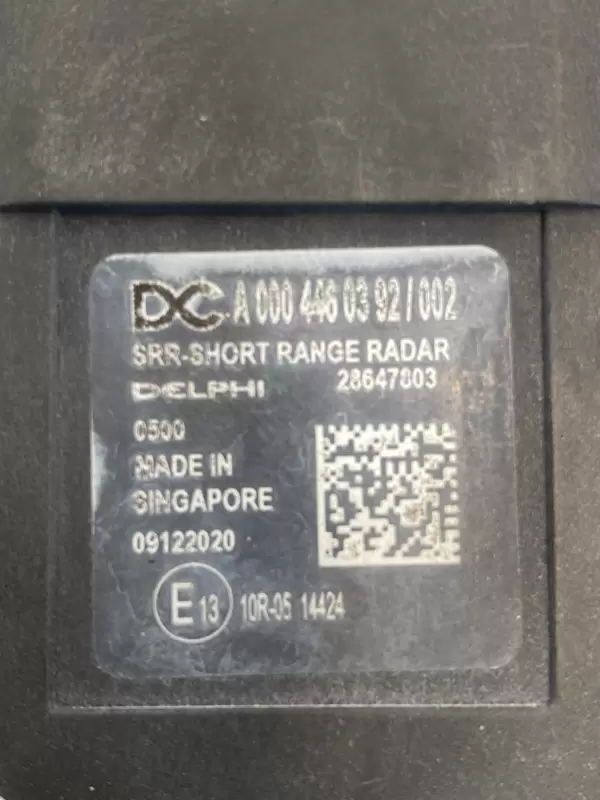 DC A 000 446 03 92 / 002
SRR-SHORT RANGE RADAR
DELPHI 28647803
0500
MADE IN
SINGAPORE
09122020
E 13 10R-05 14424